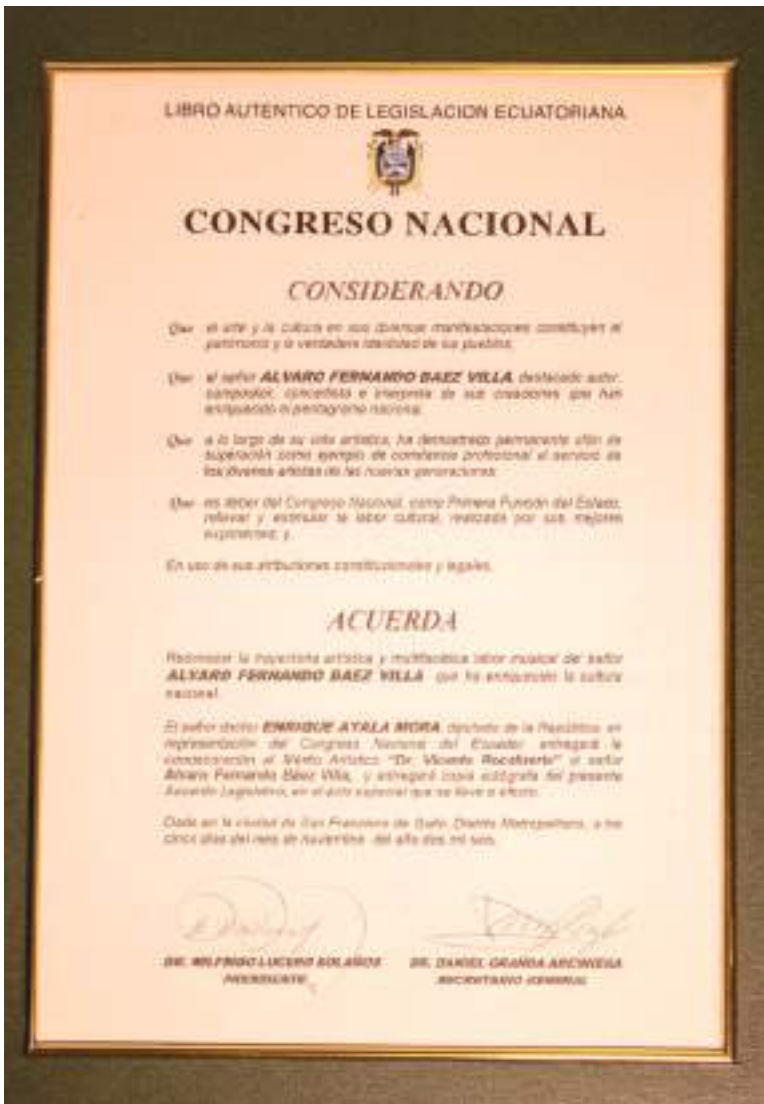 LIBRO AUTENTICO DE LEGISLACION ECUATORIANA
CONGRESO NACIONAL
CONSIDERANDO
Que el arte y la cultura en sus diversas manifestaciones constituyen el
patrimonio y la verdadera identidad de los pueblos;
Que el señor ALVARO FERNANDO BAEZ VILLA, destacado autor,
compositor, concertista e interprete de sus creaciones que han
enriquecido el pentagrama nacional;
Que a lo largo de su vida artística, ha demostrado permanente afán de
superación como ejemplo de constancia profesional al servicio de
los jóvenes artistas de las nuevas generaciones;
Que es deber del Congreso Nacional, como Primera Función del Estado,
relievar y estimular la labor cultural, realizada por sus mejores
exponentes; y,
En uso de sus atribuciones constitucionales y legales,
ACUERDA
Reconocer la trayectoria artística y multifacética labor musical del señor
ALVARO FERNANDO BAEZ VILLA que ha enriquecido la cultura
nacional.
El señor doctor ENRIQUE AYALA MORA, diputado de la República, en
representación del Congreso Nacional del Ecuador entregará la
condecoración al Mérito Artístico "Dr. Vicente Rocafuerte" al señor
Álvaro Fernando Báez Villa, y entregará copia autógrafa del presente
Acuerdo Legislativo, en el acto especial que se lleve a efecto.
Dado en la ciudad de San Francisco de Quito, Distrito Metropolitano, a los
cinco días del mes de noviembre del año dos mil seis.
DR. WILFRIDO LUCERO BOLAÑOS DR. DANIEL GRANDA ARCINIEGA
PRESIDENTE SECRETARIO GENERAL